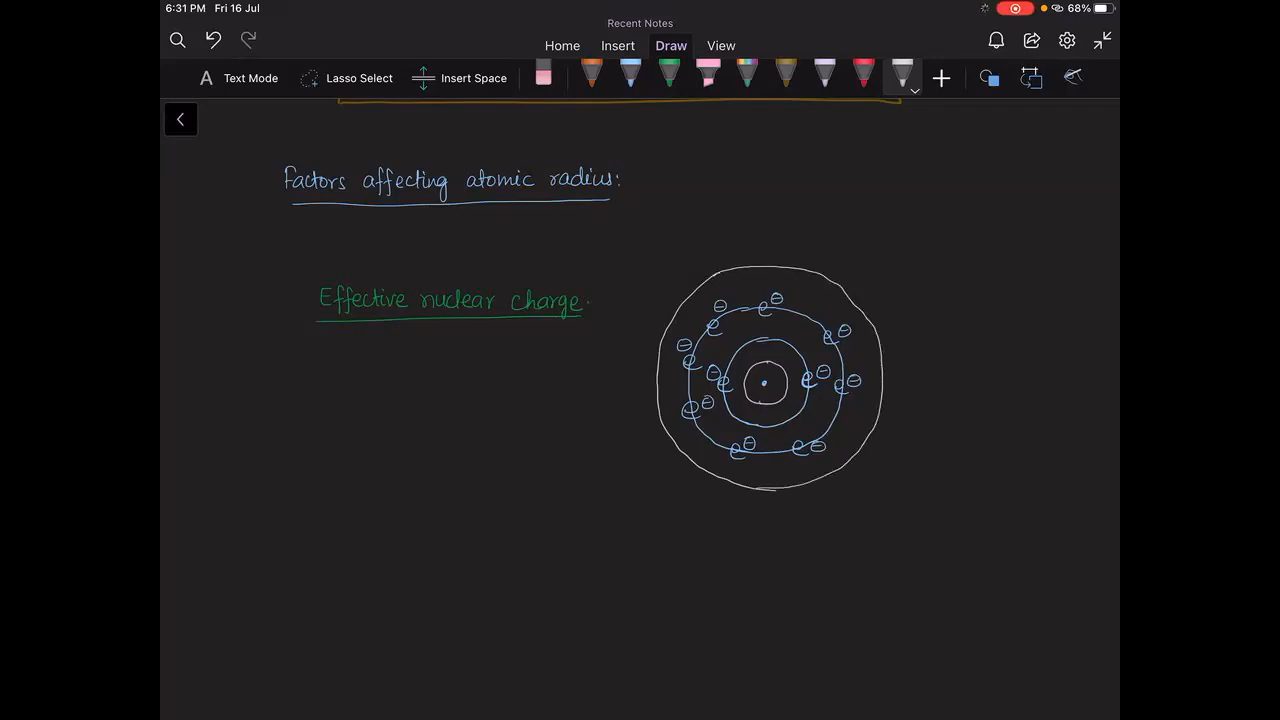 6:31 PM Fri 16 Jul
68%
Recent Notes
Home Insert Draw View
A Text Mode Lasso Select Insert Space
Factors affecting atomic radius:
Effective nuclear charge.
e⊖ e⊖
e⊖ e⊖
e⊖ e⊖ e⊖
e⊖
e⊖ e⊖